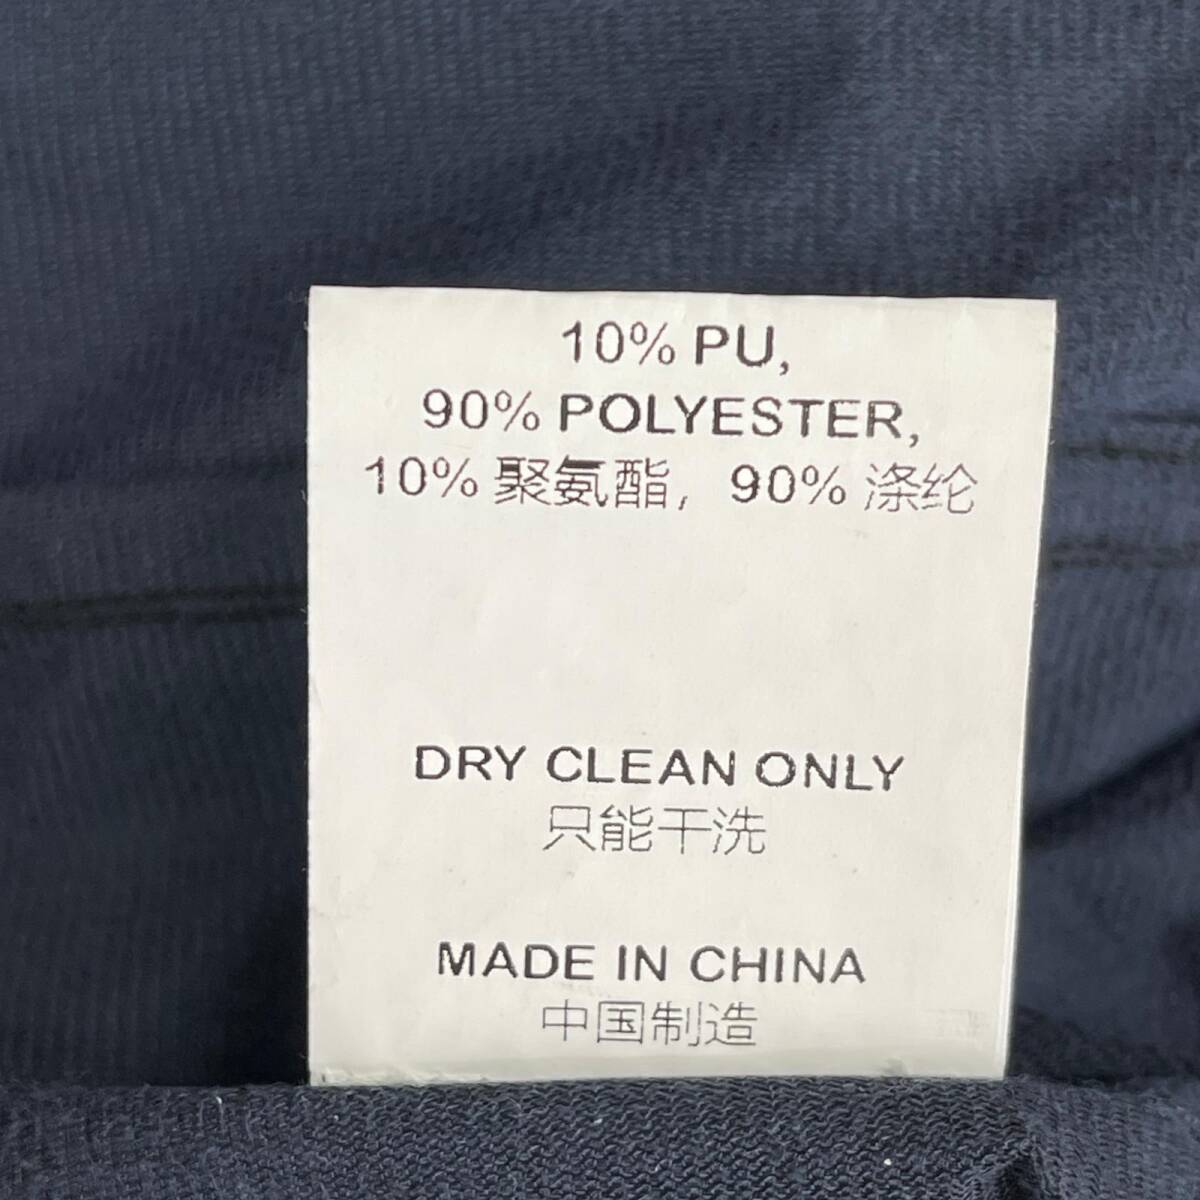 10% PU,
90% POLYESTER,
10% 聚氨酯，90% 涤纶
DRY CLEAN ONLY
只能干洗
MADE IN CHINA
中国制造